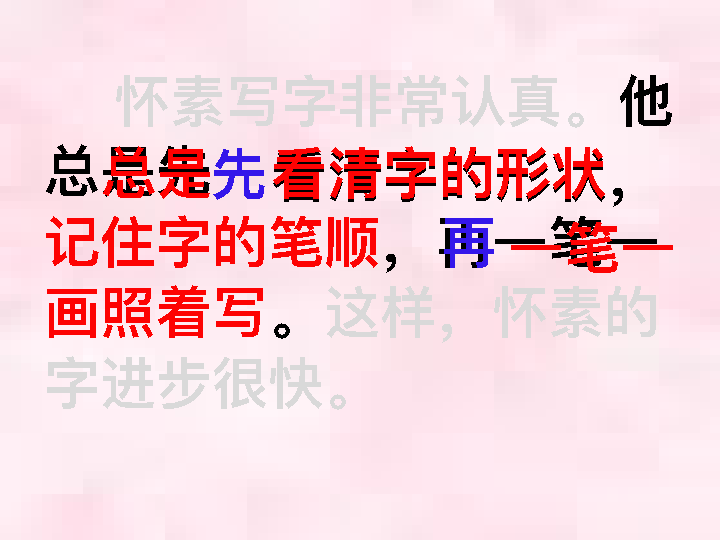 怀素写字非常认真。他
总是先看清字的形状，
记住字的笔顺，再一笔一
画照着写。这样，怀素的
字进步很快。